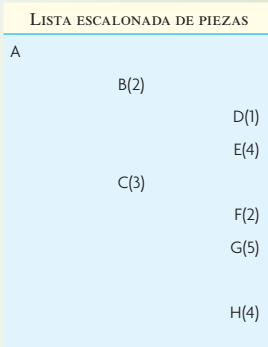 LISTA ESCALONADA DE PIEZAS
A
B(2)
D(1)
E(4)
C(3)
F(2)
G(5)
H(4)